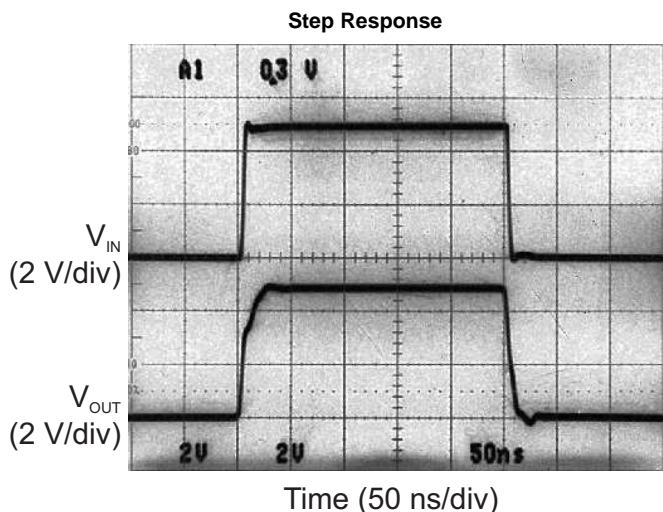 Step Response
A1 0.3 V
V_IN
(2 V/div)
V_OUT
(2 V/div)
2V 2V 50ns
Time (50 ns/div)